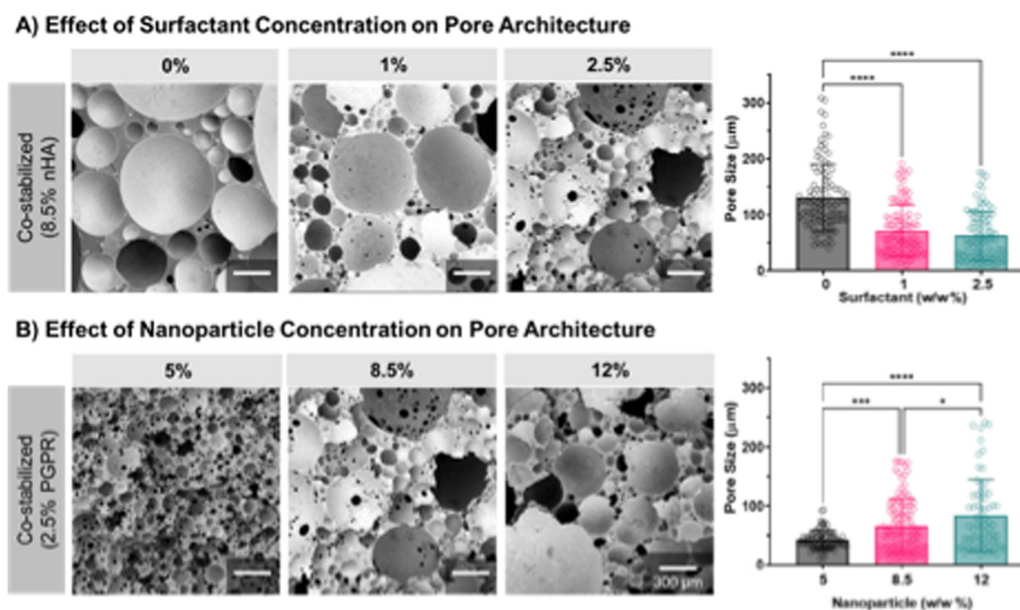 A) Effect of Surfactant Concentration on Pore Architecture
0% 1% 2.5%
Co-stabilized
(8.5% nHA)
**** 
****
Pore Size (μm)
300
200
100
0
0 1 2.5
Surfactant (w/w%)
B) Effect of Nanoparticle Concentration on Pore Architecture
5% 8.5% 12%
Co-stabilized
(2.5% PGPR)
300 μm
****
*** *
Pore Size (μm)
400
300
200
100
0
5 8.5 12
Nanoparticle (w/w%)